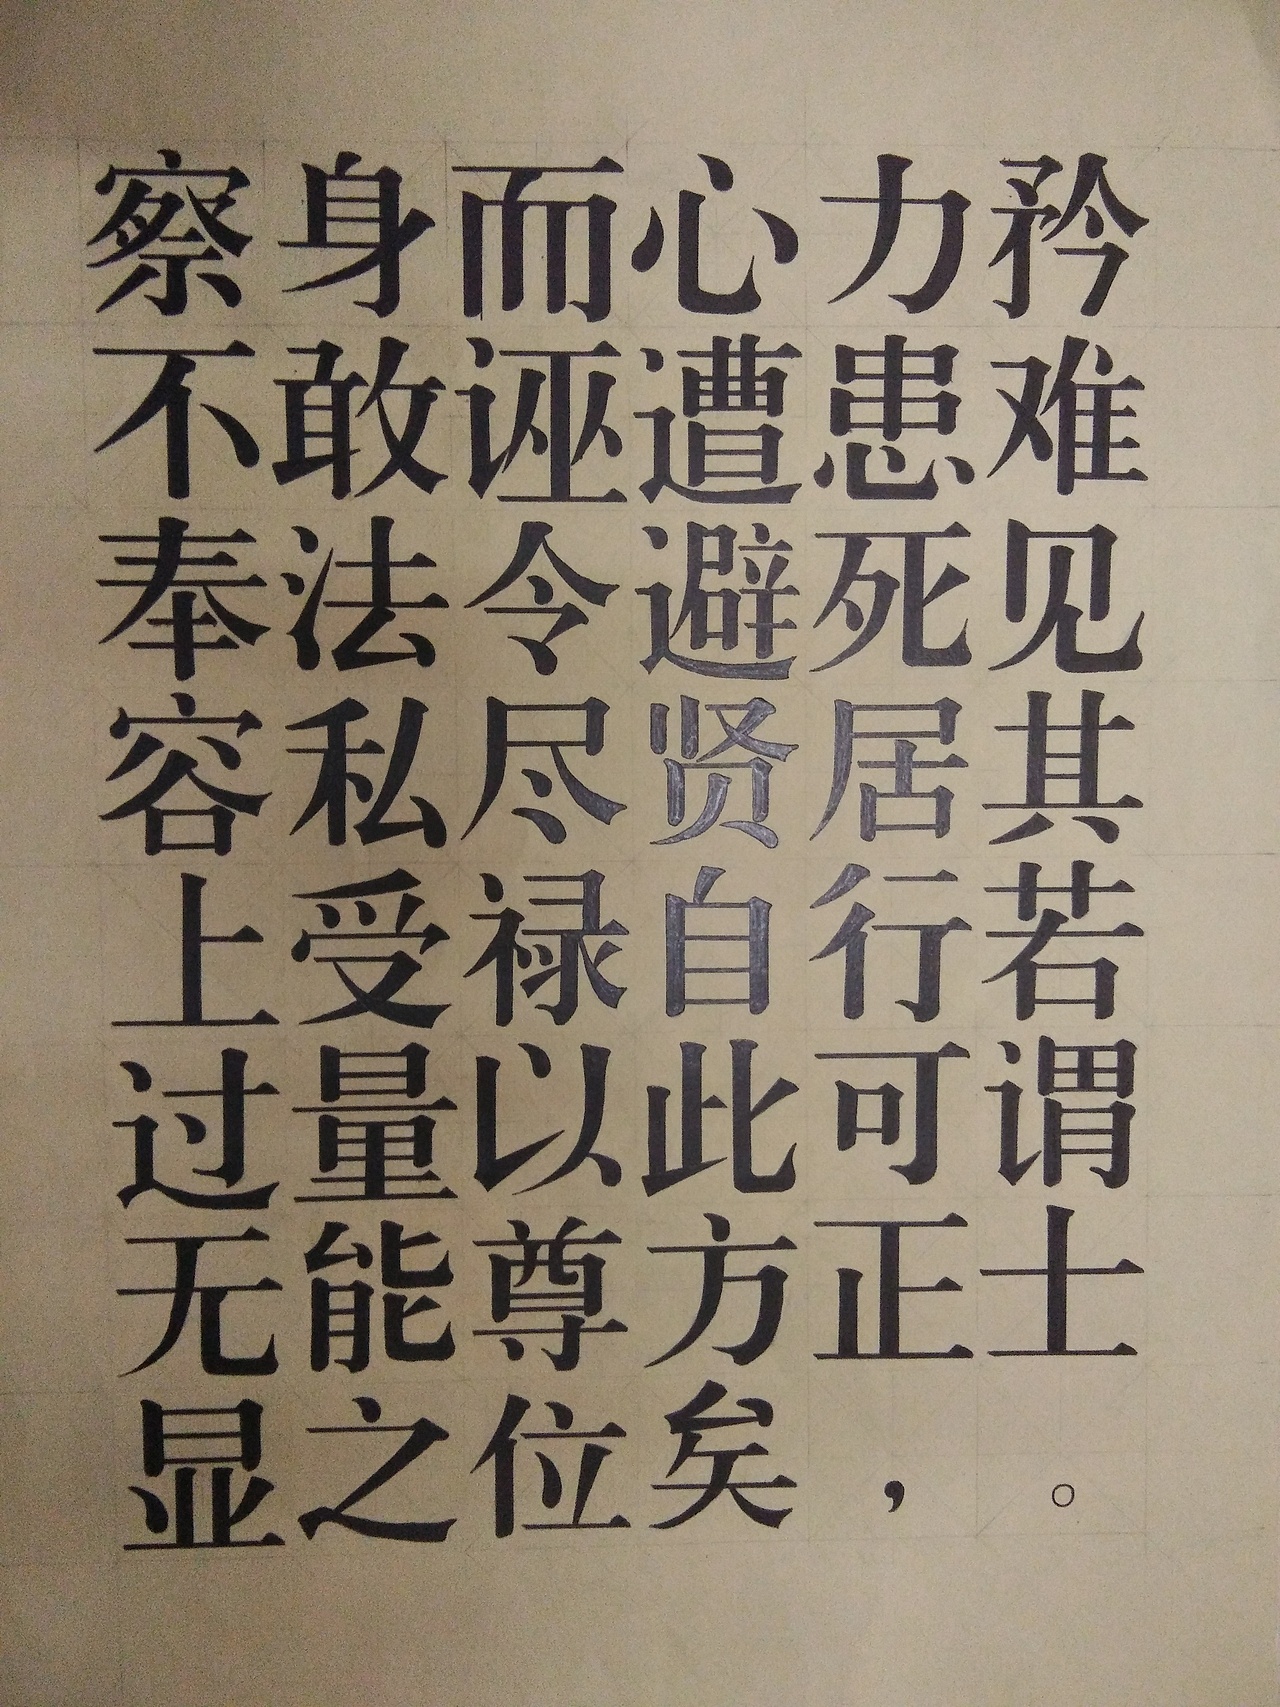 察身而心力矜
不敢诬遭患难
奉法令避死见
容私尽贤居其
上受禄自行若
过量以此可谓
无能尊方正士
显之位矣，。